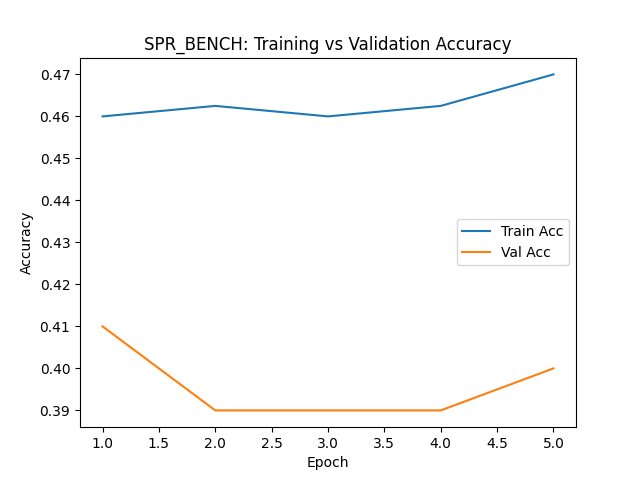 SPR_BENCH: Training vs Validation Accuracy
0.47
0.46
0.45
0.44
0.43
0.42
0.41
0.40
0.39
Accuracy
Train Acc
Val Acc
1.0 1.5 2.0 2.5 3.0 3.5 4.0 4.5 5.0
Epoch